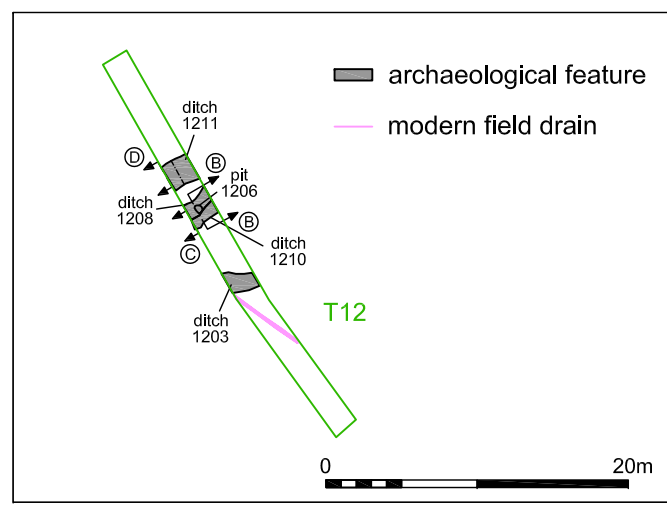 archaeological feature
modern field drain
ditch
1211
D
B
pit
1206
ditch
1208
B
C
ditch
1210
ditch
1203
T12
0
20m